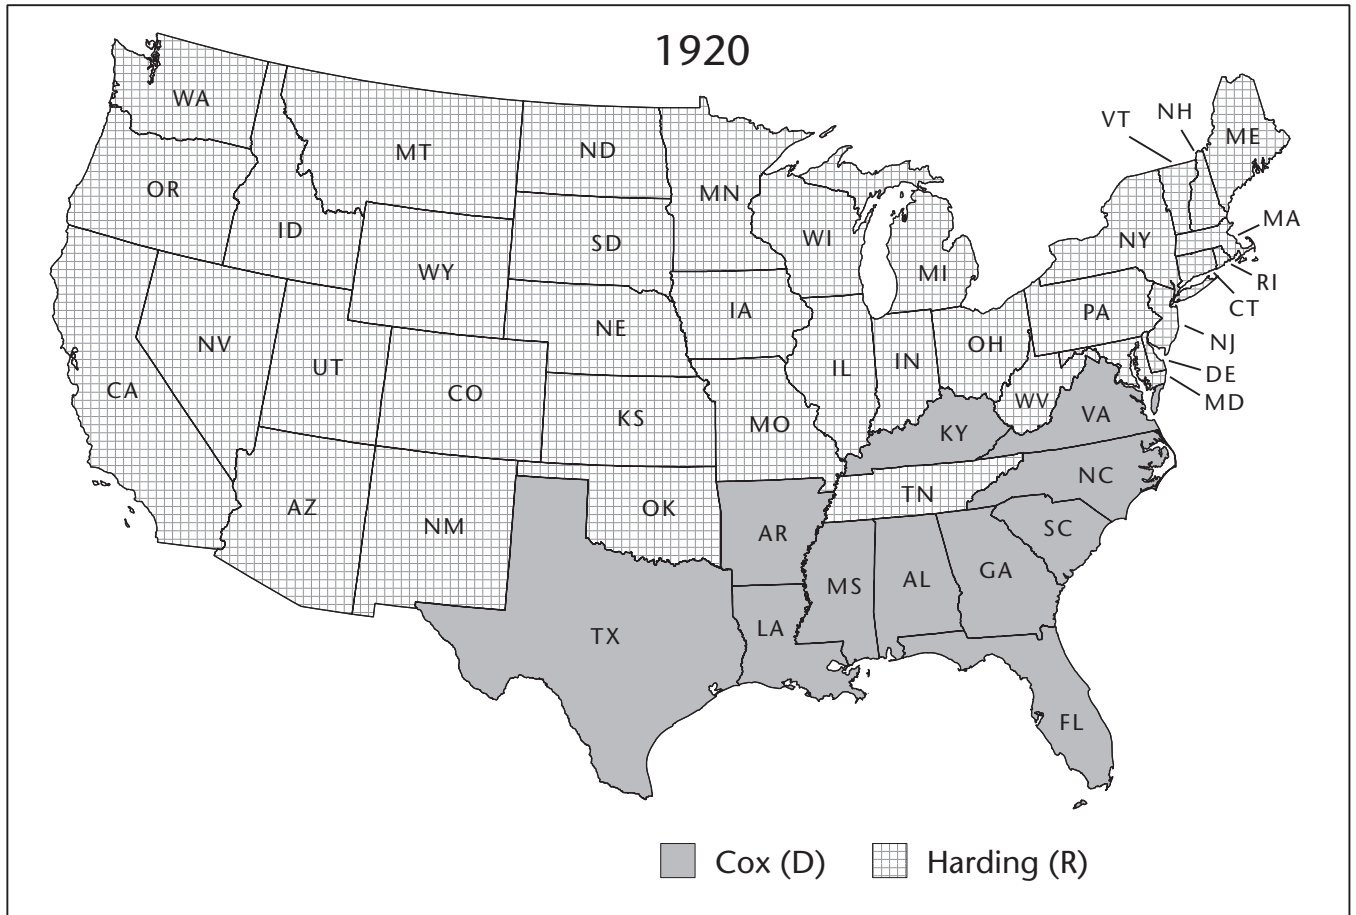 1920
WA
MT
ND
MN
VT
NH
ME
OR
ID
SD
WI
MI
NY
MA
WY
RI
IA
PA
CT
NE
NV
UT
CO
IL
IN
OH
NJ
DE
MD
CA
KS
MO
WV
VA
KY
NC
AZ
NM
OK
TN
AR
SC
MS
AL
GA
TX
LA
FL
Cox (D)
Harding (R)